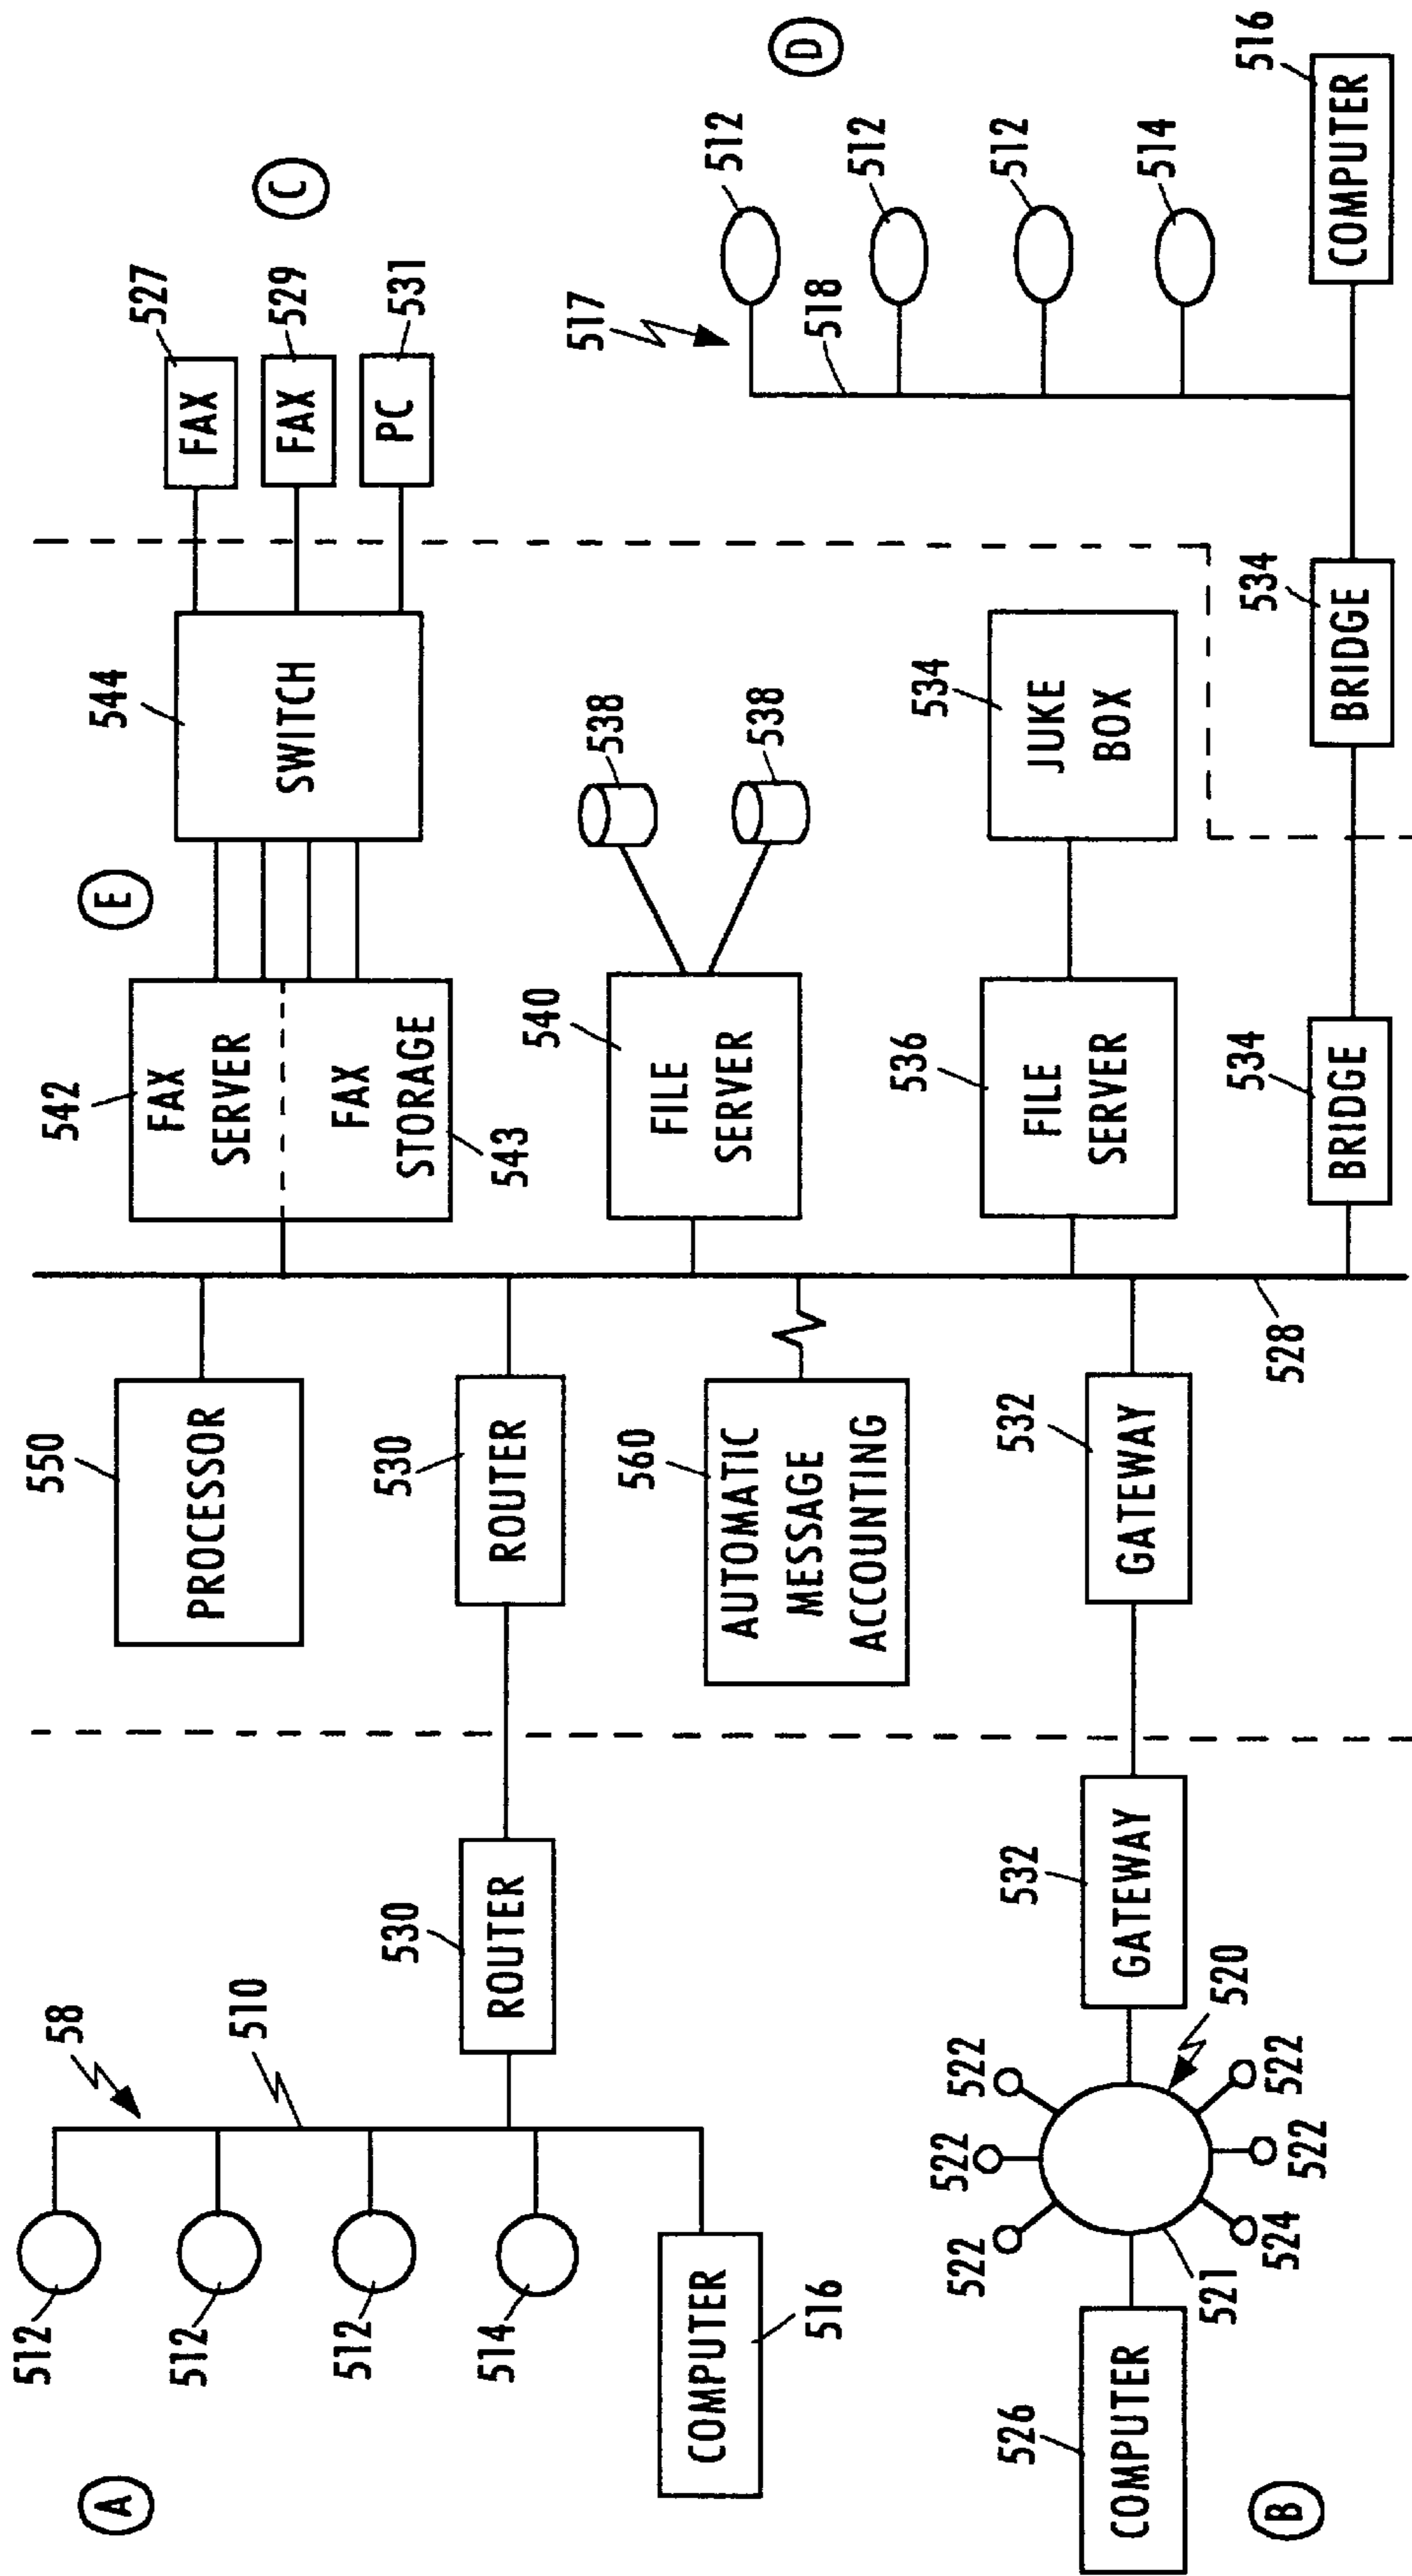 A
58
510
512
512
512
514
COMPUTER
516
530
ROUTER
B
COMPUTER
526
521
520
522
522
522
522
522
524
532
GATEWAY
550
PROCESSOR
530
ROUTER
560
AUTOMATIC
MESSAGE
ACCOUNTING
532
GATEWAY
528
E
542
FAX
SERVER
FAX
STORAGE
543
544
SWITCH
540
FILE
SERVER
538
538
536
FILE
SERVER
534
JUKE
BOX
534
BRIDGE
534
BRIDGE
C
FAX
527
FAX
529
PC
531
D
517
518
512
512
512
514
COMPUTER
516